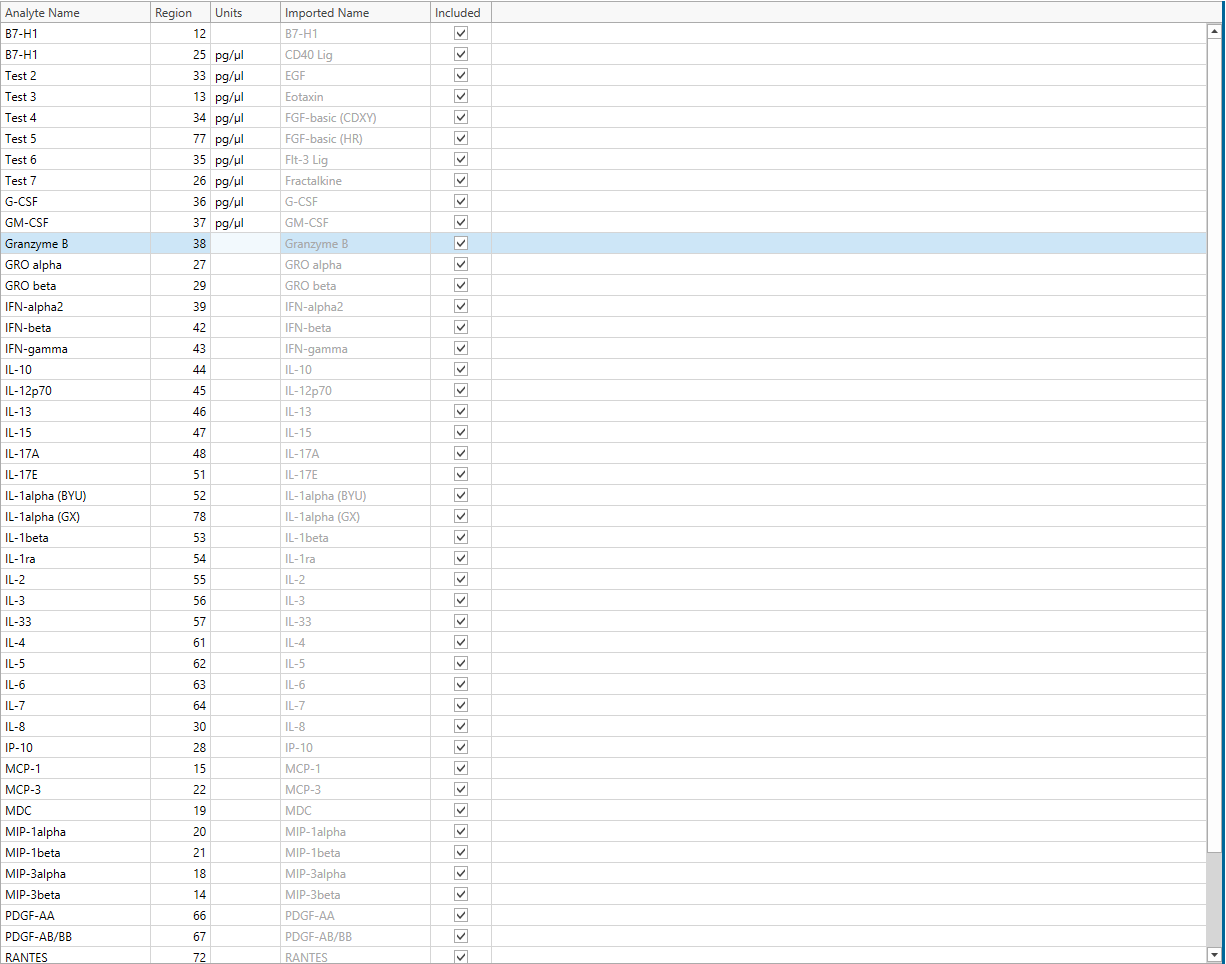 Analyte Name Region Units Imported Name Included
B7-H1 12 B7-H1
B7-H1 25 pg/µl CD40 Lig
Test 2 33 pg/µl EGF
Test 3 13 pg/µl Eotaxin
Test 4 34 pg/µl FGF-basic (CDXY)
Test 5 77 pg/µl FGF-basic (HR)
Test 6 35 pg/µl Flt-3 Lig
Test 7 26 pg/µl Fractalkine
G-CSF 36 pg/µl G-CSF
GM-CSF 37 pg/µl GM-CSF
Granzyme B 38 Granzyme B
GRO alpha 27 GRO alpha
GRO beta 29 GRO beta
IFN-alpha2 39 IFN-alpha2
IFN-beta 42 IFN-beta
IFN-gamma 43 IFN-gamma
IL-10 44 IL-10
IL-12p70 45 IL-12p70
IL-13 46 IL-13
IL-15 47 IL-15
IL-17A 48 IL-17A
IL-17E 51 IL-17E
IL-1alpha (BYU) 52 IL-1alpha (BYU)
IL-1alpha (GX) 78 IL-1alpha (GX)
IL-1beta 53 IL-1beta
IL-1ra 54 IL-1ra
IL-2 55 IL-2
IL-3 56 IL-3
IL-33 57 IL-33
IL-4 61 IL-4
IL-5 62 IL-5
IL-6 63 IL-6
IL-7 64 IL-7
IL-8 30 IL-8
IP-10 28 IP-10
MCP-1 15 MCP-1
MCP-3 22 MCP-3
MDC 19 MDC
MIP-1alpha 20 MIP-1alpha
MIP-1beta 21 MIP-1beta
MIP-3alpha 18 MIP-3alpha
MIP-3beta 14 MIP-3beta
PDGF-AA 66 PDGF-AA
PDGF-AB/BB 67 PDGF-AB/BB
RANTES 72 RANTES